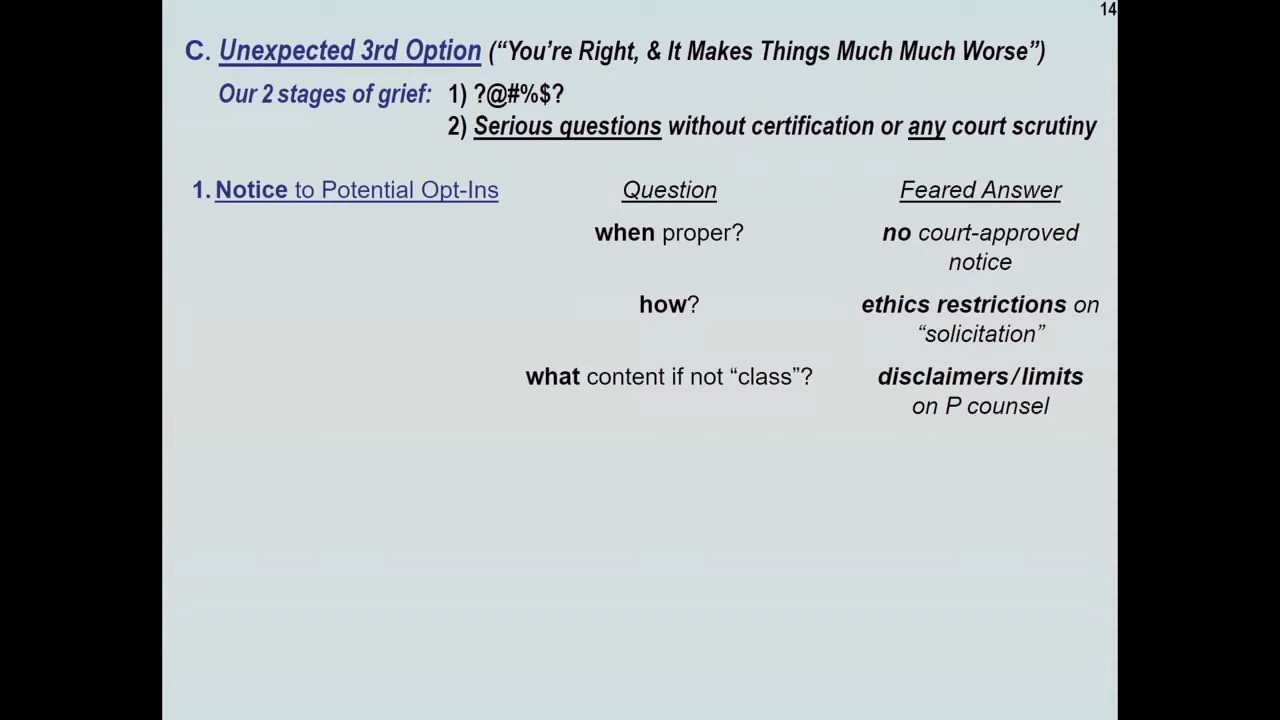 14
C. Unexpected 3rd Option (“You’re Right, & It Makes Things Much Much Worse”)
Our 2 stages of grief: 1) ?@#%$?
2) Serious questions without certification or any court scrutiny
1. Notice to Potential Opt-Ins Question Feared Answer
when proper? no court-approved
notice
how? ethics restrictions on
“solicitation”
what content if not “class”? disclaimers/limits
on P counsel